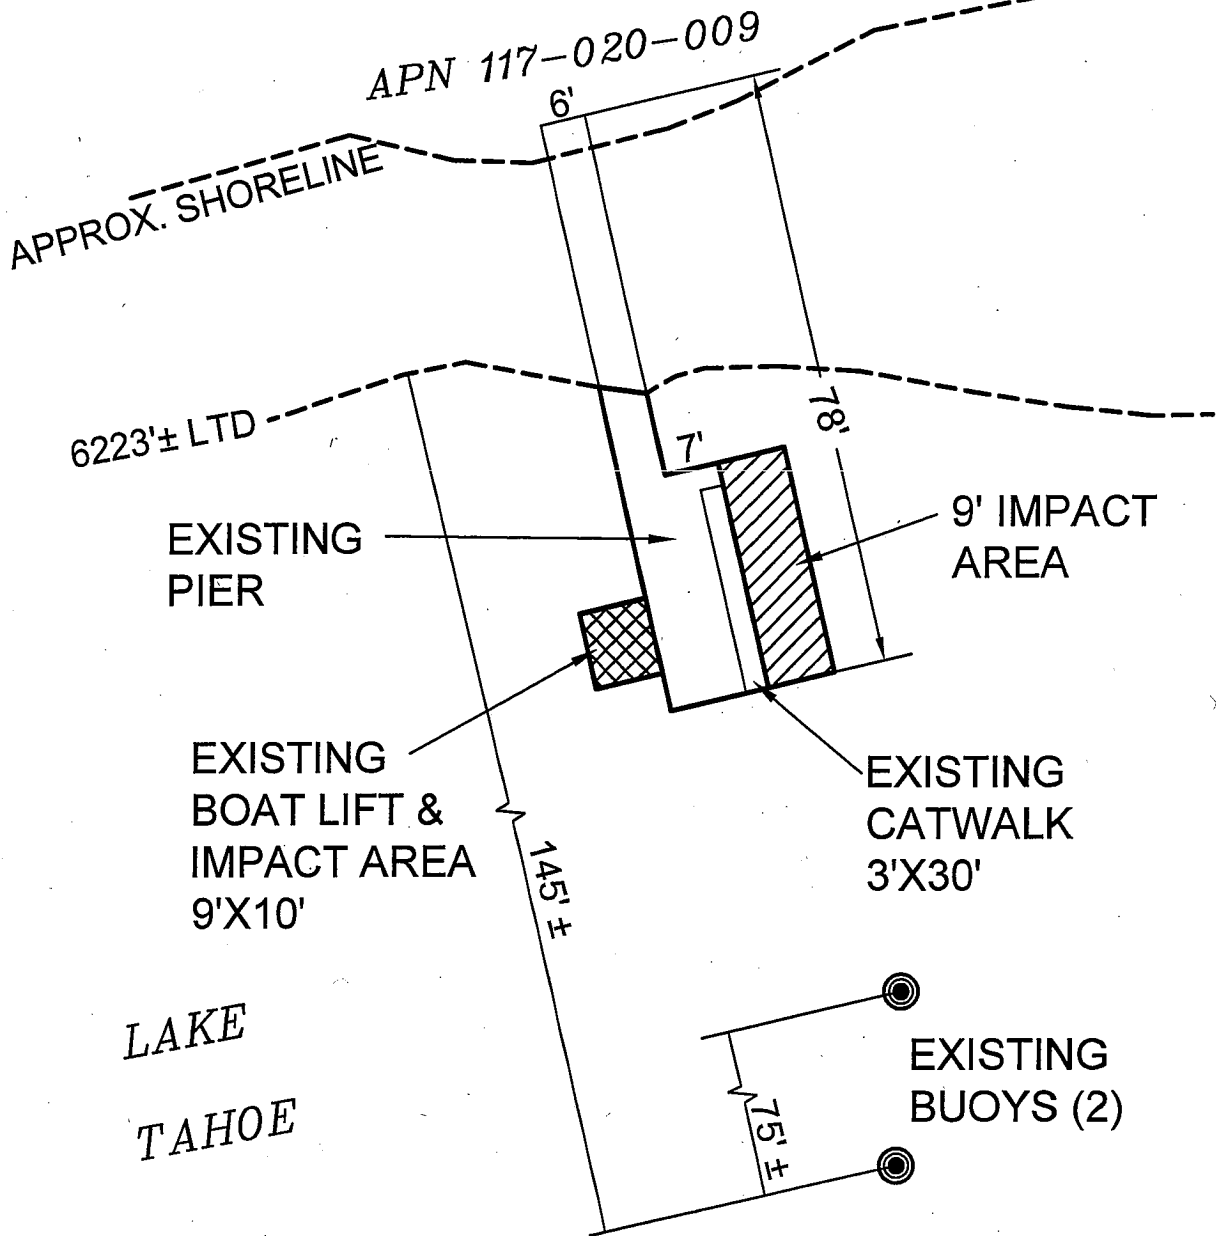 APN 117-020-009
6'
APPROX. SHORELINE
78'
6223'± LTD
7'
EXISTING
PIER
9' IMPACT
AREA
EXISTING
BOAT LIFT &
IMPACT AREA
9'X10'
EXISTING
CATWALK
3'X30'
145' ±
LAKE
TAHOE
EXISTING
BUOYS (2)
75' ±